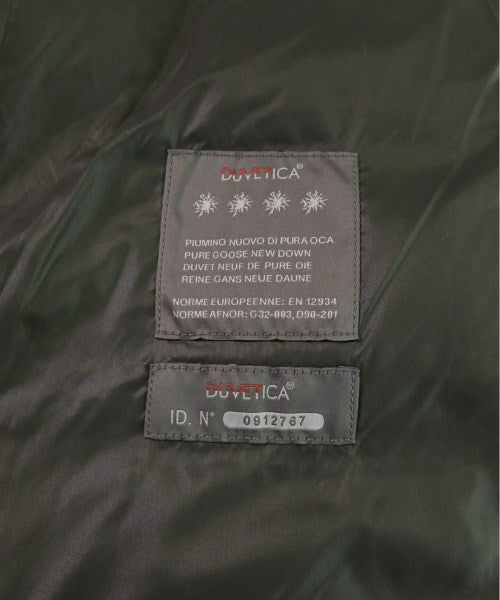 DUVETICA®
PIUMINO NUOVO DI PURA OCA
PURE GOOSE NEW DOWN
DUVET NEUF DE PURE OIE
REINE GANS NEUE DAUNE
NORME EUROPEENNE: EN 12934
NORME AFNOR: G32-003, D90-201
DUVETICA®
ID. N° 0912767